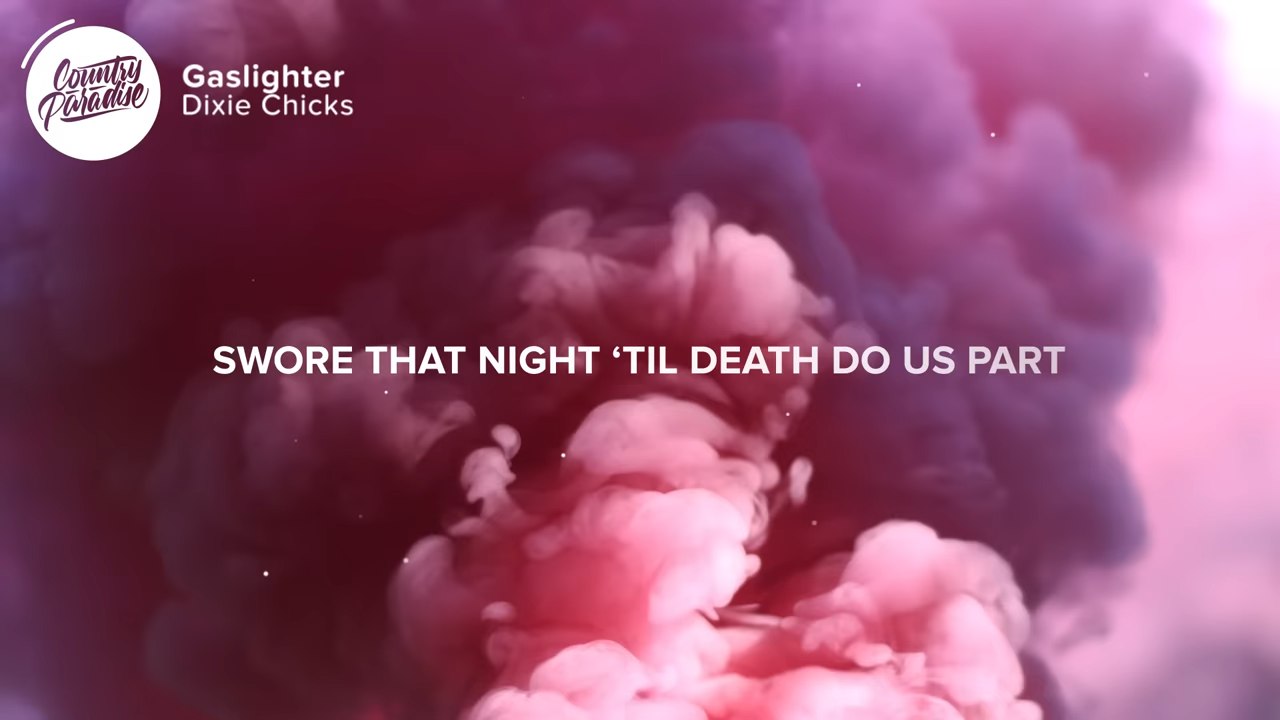 Country
Paradise
Gaslighter
Dixie Chicks
SWORE THAT NIGHT ‘TIL DEATH DO US PART